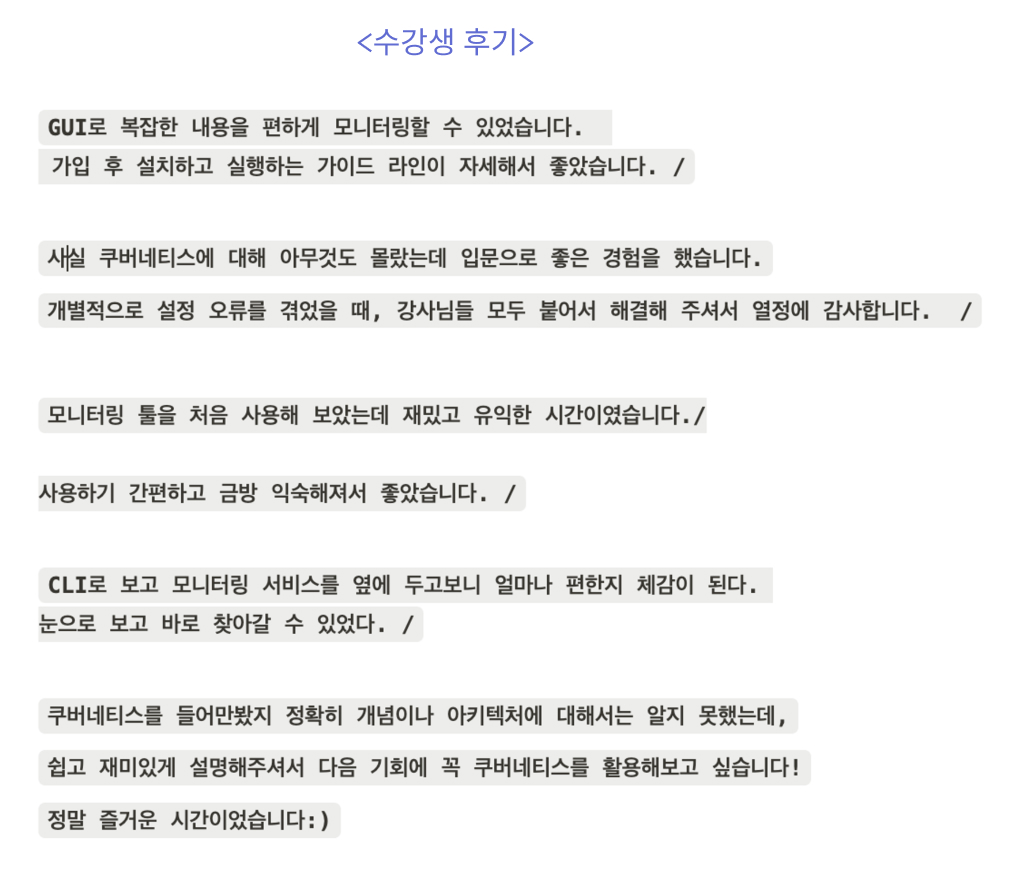 <수강생 후기>
GUI로 복잡한 내용을 편하게 모니터링할 수 있었습니다.
가입 후 설치하고 실행하는 가이드 라인이 자세해서 좋았습니다. /
사실 쿠버네티스에 대해 아무것도 몰랐는데 입문으로 좋은 경험을 했습니다.
개별적으로 설정 오류를 겪었을 때, 강사님들 모두 붙어서 해결해 주셔서 열정에 감사합니다. /
모니터링 툴을 처음 사용해 보았는데 재밌고 유익한 시간이였습니다./
사용하기 간편하고 금방 익숙해져서 좋았습니다. /
CLI로 보고 모니터링 서비스를 옆에 두고보니 얼마나 편한지 체감이 된다.
눈으로 보고 바로 찾아갈 수 있었다. /
쿠버네티스를 들어만봤지 정확히 개념이나 아키텍처에 대해서는 알지 못했는데,
쉽고 재미있게 설명해주셔서 다음 기회에 꼭 쿠버네티스를 활용해보고 싶습니다!
정말 즐거운 시간이었습니다:)